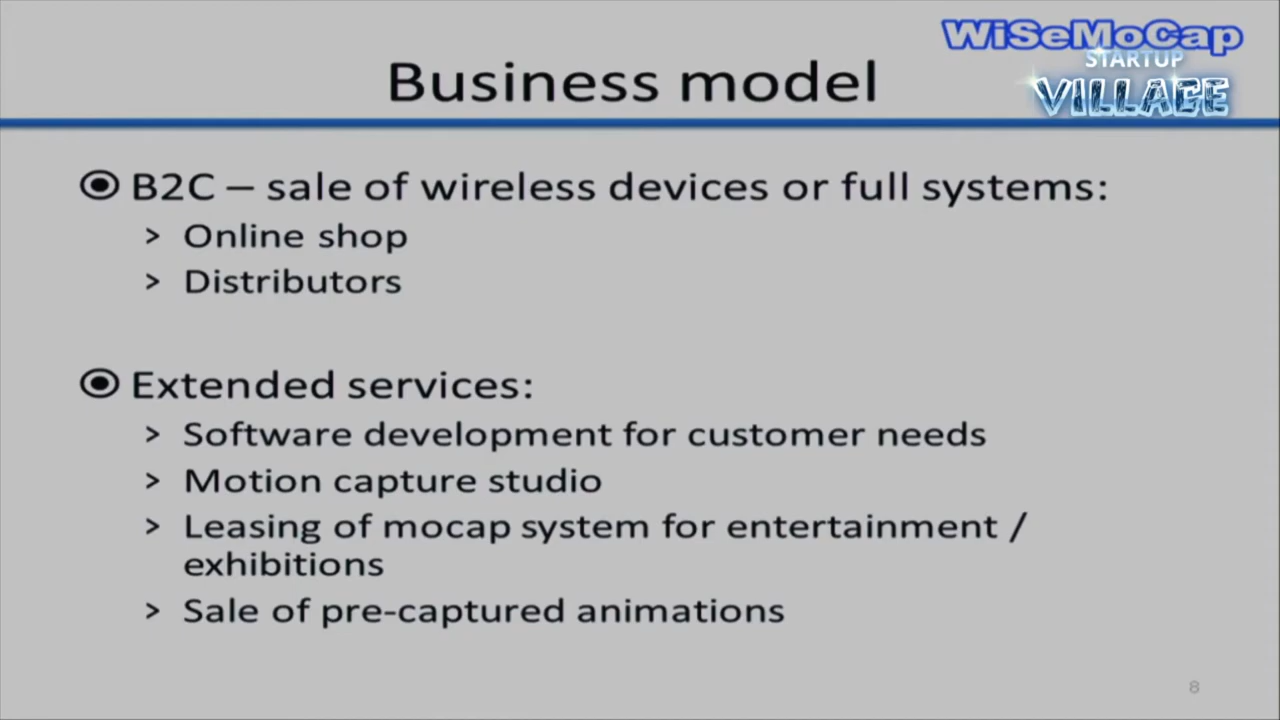 WiSeMoCap
STARTUP
VILLAGE
Business model
B2C – sale of wireless devices or full systems:
> Online shop
> Distributors
Extended services:
> Software development for customer needs
> Motion capture studio
> Leasing of mocap system for entertainment /
exhibitions
> Sale of pre-captured animations
8